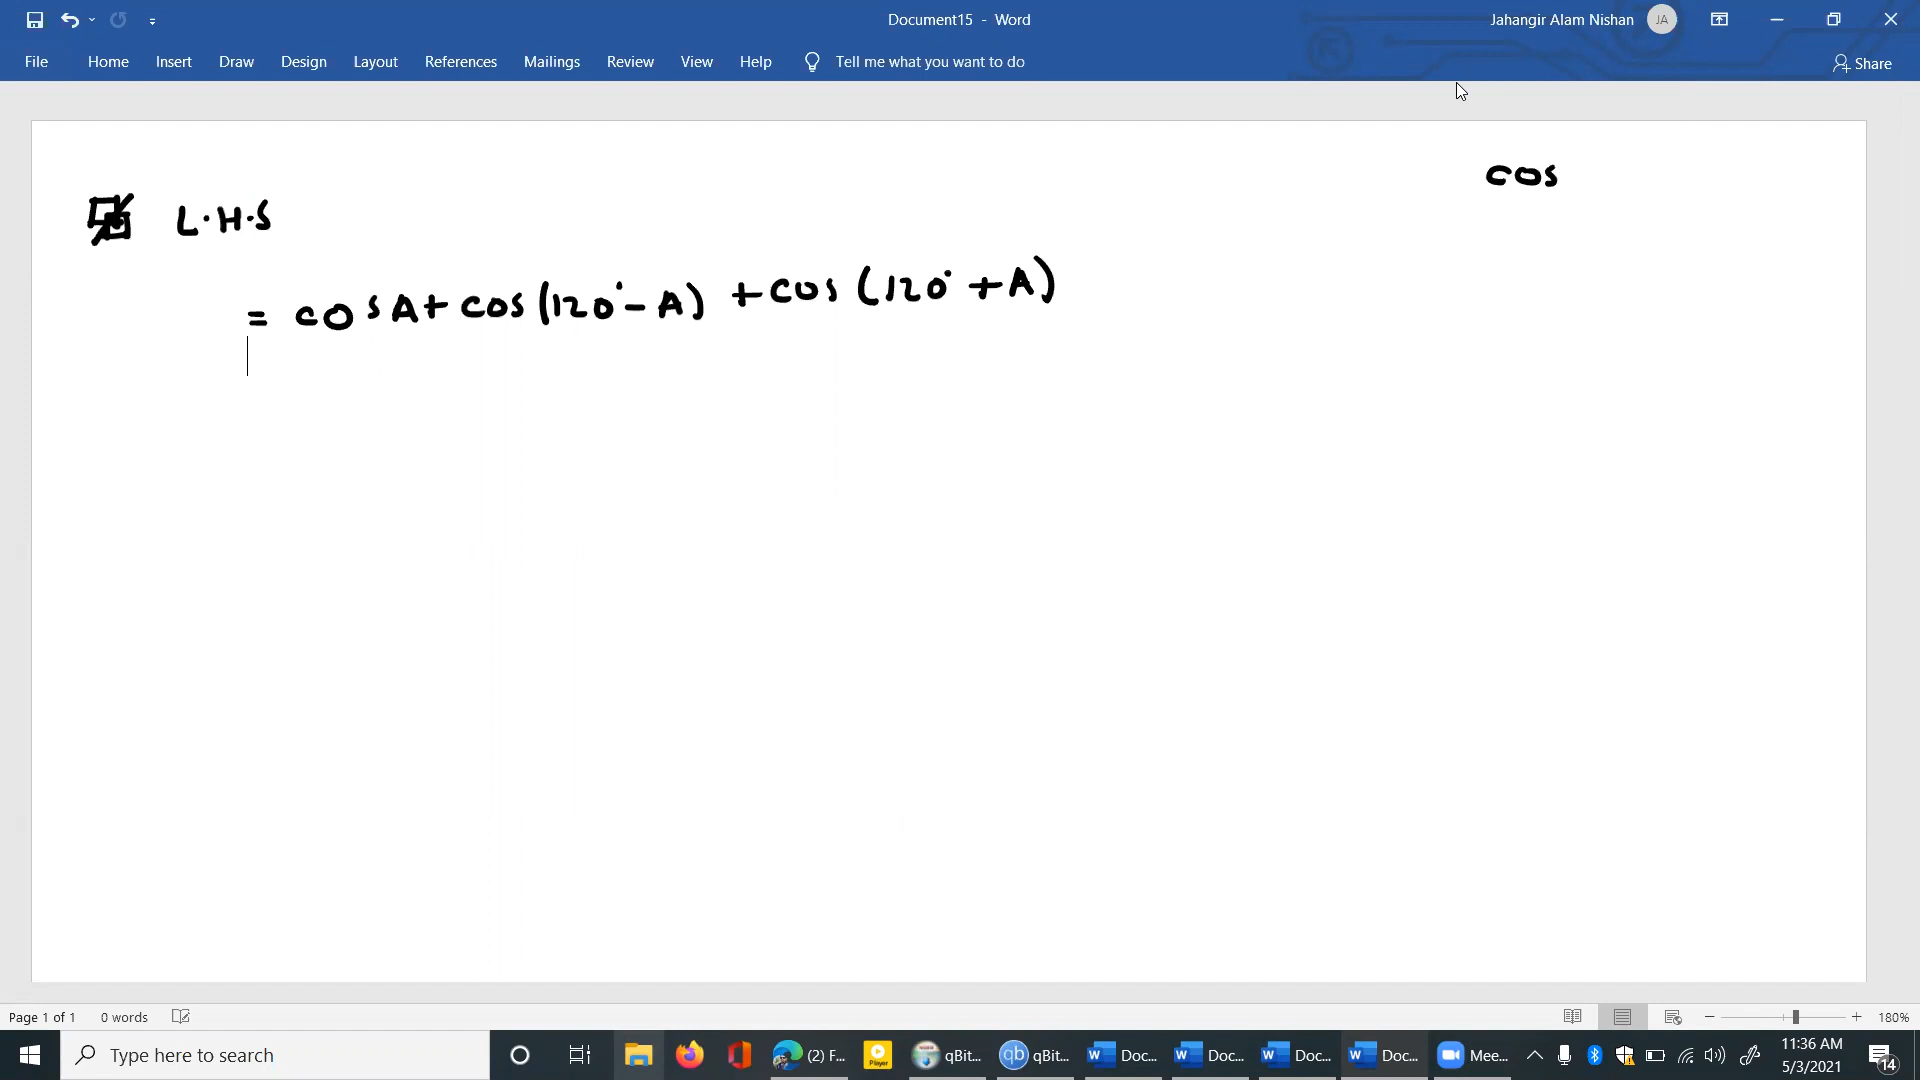 Document15 - Word
Jahangir Alam Nishan
JA
File Home Insert Draw Design Layout References Mailings Review View Help Tell me what you want to do
Share
cos
L.H.S
= cosA + cos(120° - A) + cos(120° + A)
Page 1 of 1 0 words
180%
Type here to search
(2) F...
Player
qBit...
qb qBit...
Doc...
Doc...
Doc...
Doc...
Mee...
11:36 AM
5/3/2021
14